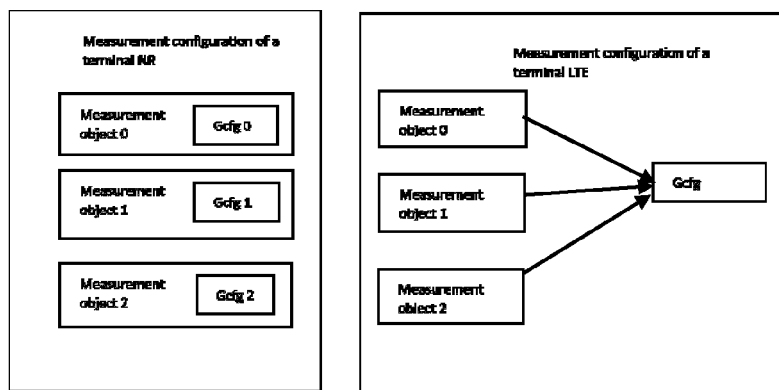 Measurement configuration of a
terminal NR
Measurement
object 0
Gcfg 0
Measurement
object 1
Gcfg 1
Measurement
object 2
Gcfg 2
Measurement configuration of a
terminal LTE
Measurement
object 0
Measurement
object 1
Measurement
object 2
Gcfg